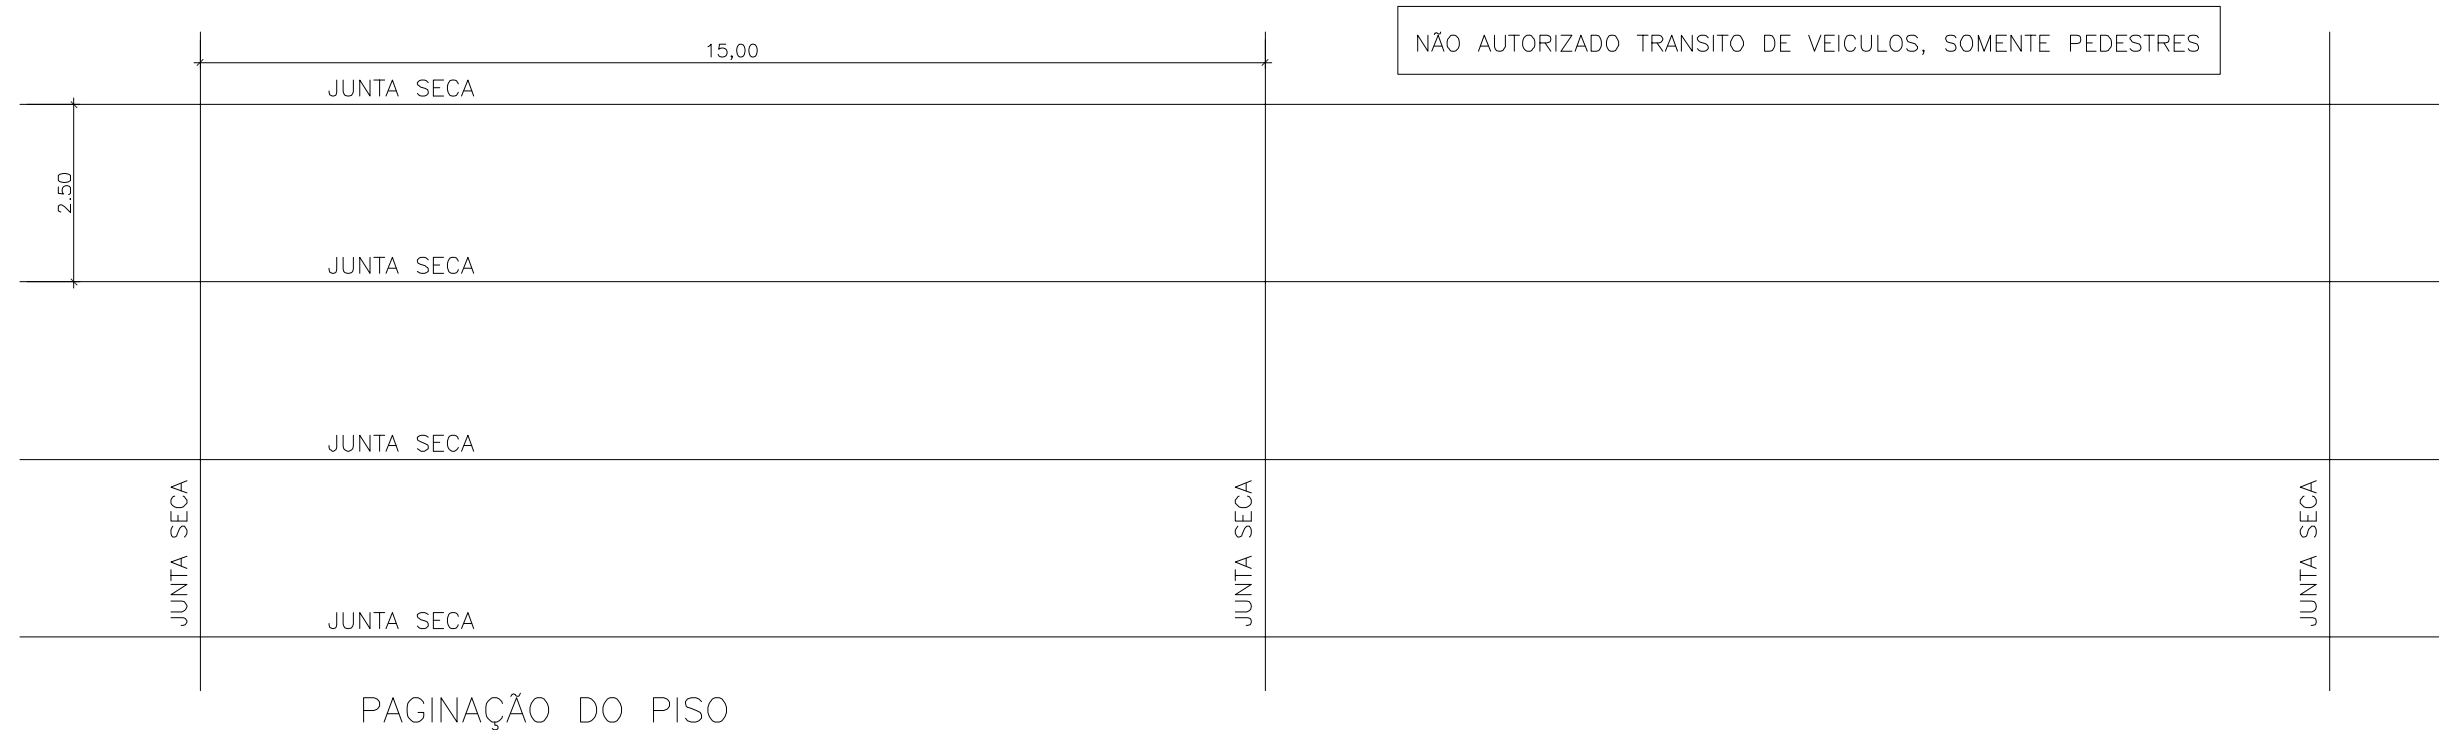 NÃO AUTORIZADO TRANSITO DE VEICULOS, SOMENTE PEDESTRES
15,00
JUNTA SECA
2.50
JUNTA SECA
JUNTA SECA
JUNTA SECA
JUNTA SECA
JUNTA SECA
JUNTA SECA
PAGINAÇÃO DO PISO